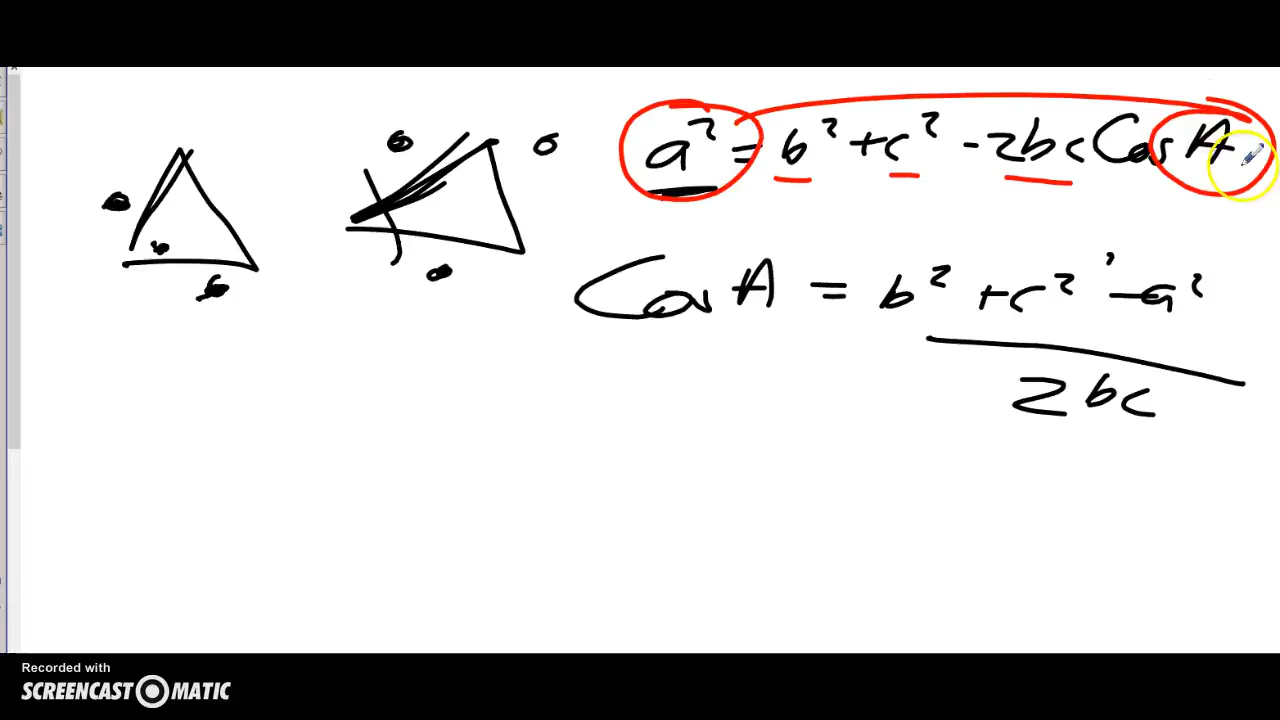 a² = b² + c² - 2bc Cos A
Cos A = b² + c² - a²
2bc
Recorded with
SCREENCAST-O-MATIC